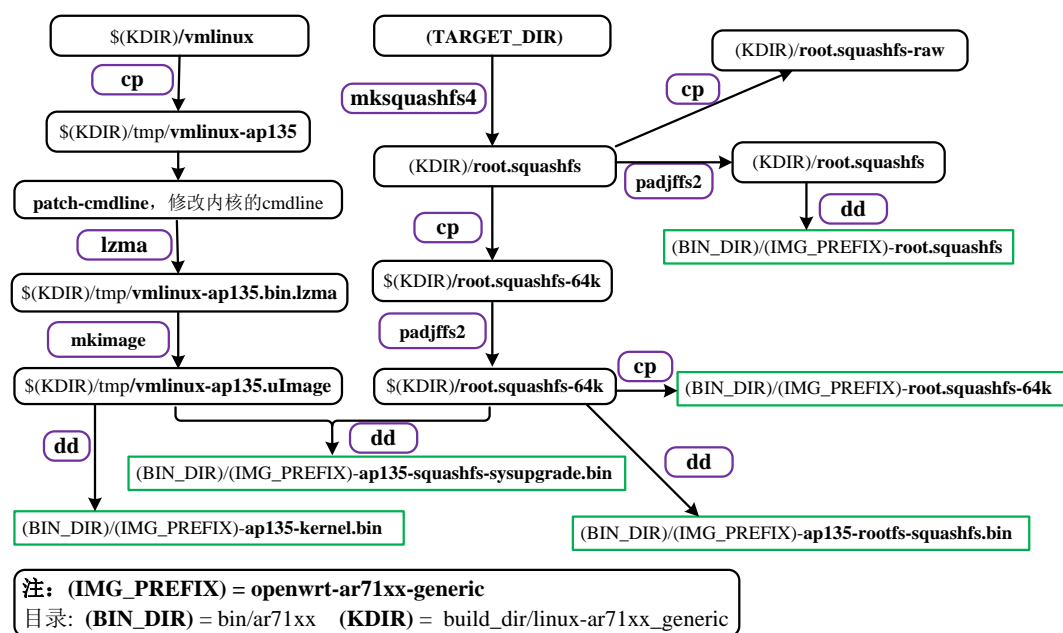 $(KDIR)/vmlinux
cp
$(KDIR)/tmp/vmlinux-ap135
patch-cmdline，修改内核的cmdline
lzma
$(KDIR)/tmp/vmlinux-ap135.bin.lzma
mkimage
$(KDIR)/tmp/vmlinux-ap135.uImage
dd
(BIN_DIR)/(IMG_PREFIX)-ap135-kernel.bin
(TARGET_DIR)
mksquashfs4
(KDIR)/root.squashfs
cp
$(KDIR)/root.squashfs-64k
padjffs2
$(KDIR)/root.squashfs-64k
dd
(BIN_DIR)/(IMG_PREFIX)-ap135-squashfs-sysupgrade.bin
cp
(KDIR)/root.squashfs-raw
padjffs2
(KDIR)/root.squashfs
dd
(BIN_DIR)/(IMG_PREFIX)-root.squashfs
cp
(BIN_DIR)/(IMG_PREFIX)-root.squashfs-64k
dd
(BIN_DIR)/(IMG_PREFIX)-ap135-rootfs-squashfs.bin
注：(IMG_PREFIX) = openwrt-ar71xx-generic
目录: (BIN_DIR) = bin/ar71xx (KDIR) = build_dir/linux-ar71xx_generic